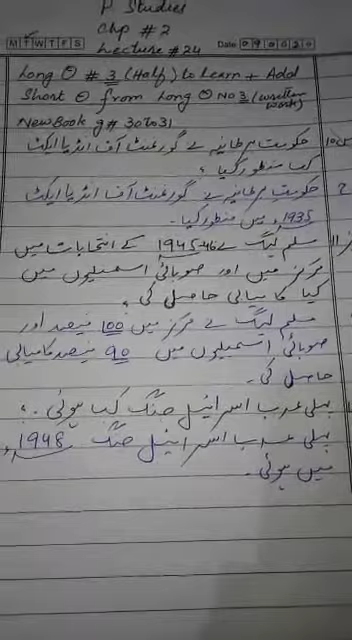 P Studies
Chp # 2
Lecture # 24
M T W T F S Date 090620
Long Q # 3 (Half) to Learn + Add
Short Q from Long Q No 3 (written work)
New Book g# 30 to 31
حکومت برطانیہ نے گورنمنٹ آف انڈیا ایکٹ
کب منظور کیا ؟
حکومت برطانیہ نے گورنمنٹ آف انڈیا ایکٹ
1935ء میں منظور کیا۔
مسلم لیگ نے 46-1945 کے انتخابات میں
مرکز میں اور صوبائی اسمبلیوں میں
کیا کامیابی حاصل کی ؟
مسلم لیگ نے مرکز میں 100 فیصد اور
صوبائی اسمبلیوں میں 90 فیصد کامیابی
حاصل کی۔
پہلی عرب اسرائیل جنگ کب ہوئی ؟
پہلی عرب اسرائیل جنگ 1948ء
میں ہوئی۔